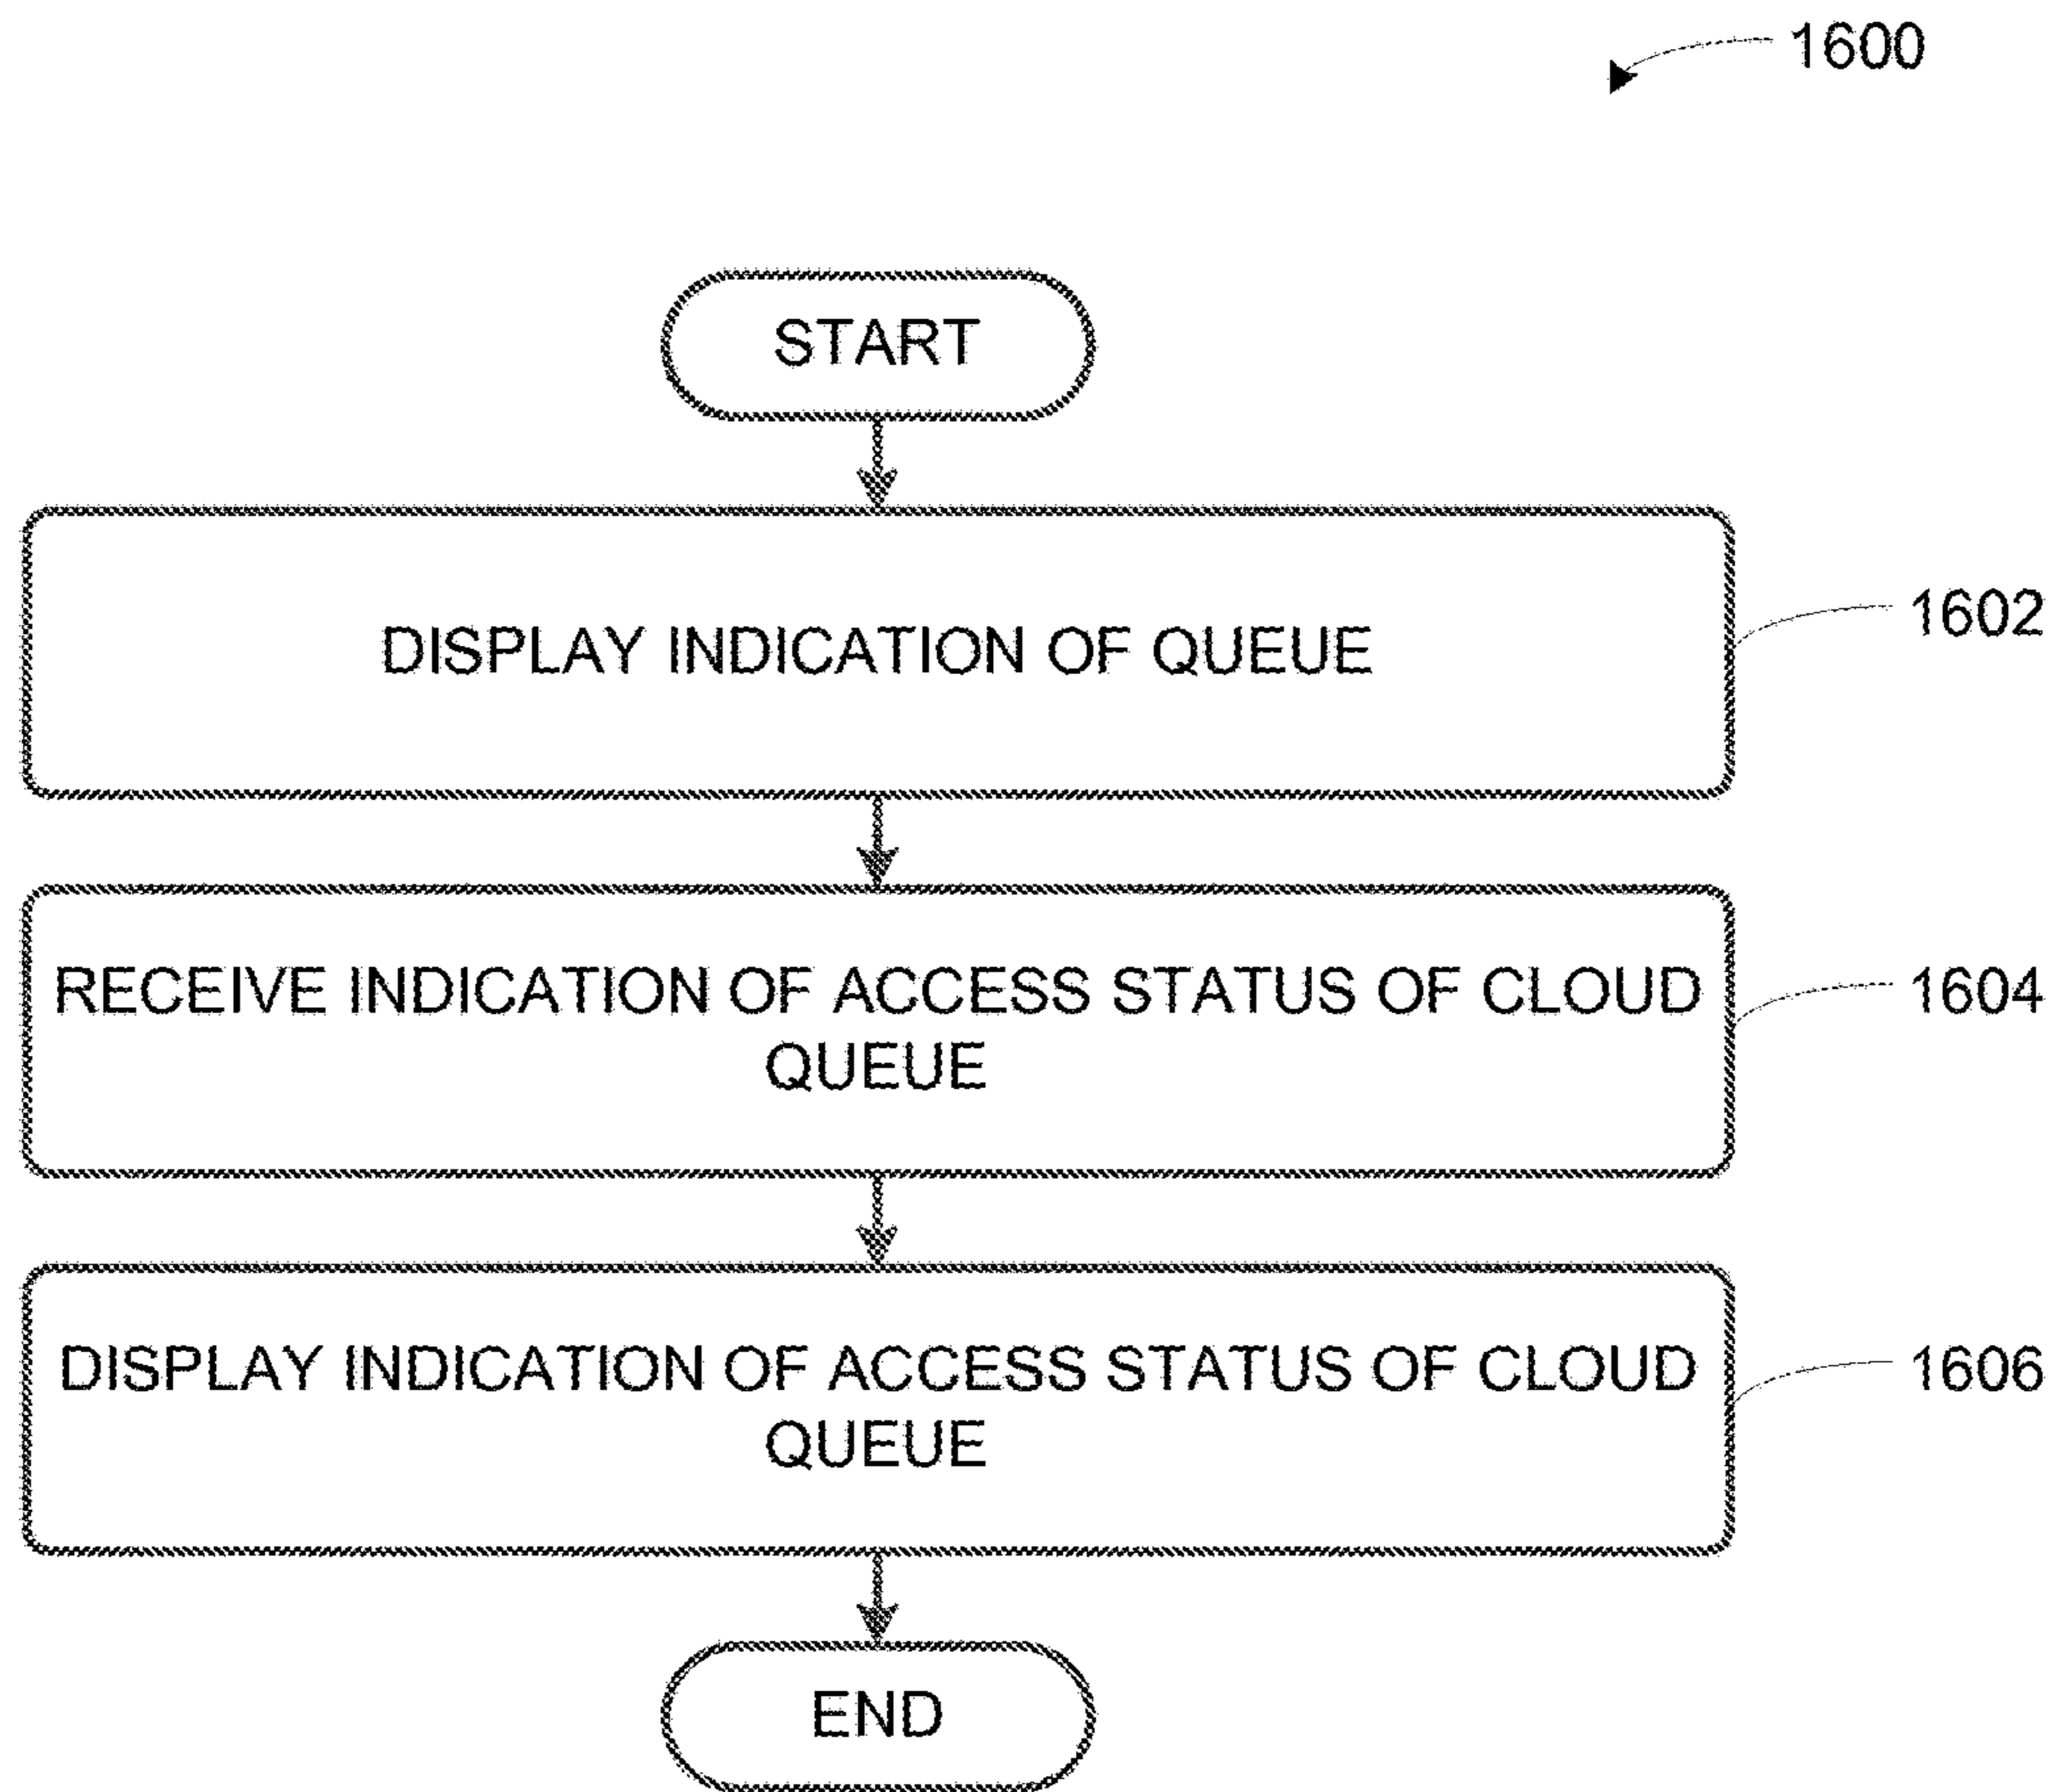 1600
START
DISPLAY INDICATION OF QUEUE
1602
RECEIVE INDICATION OF ACCESS STATUS OF CLOUD
QUEUE
1604
DISPLAY INDICATION OF ACCESS STATUS OF CLOUD
QUEUE
1606
END